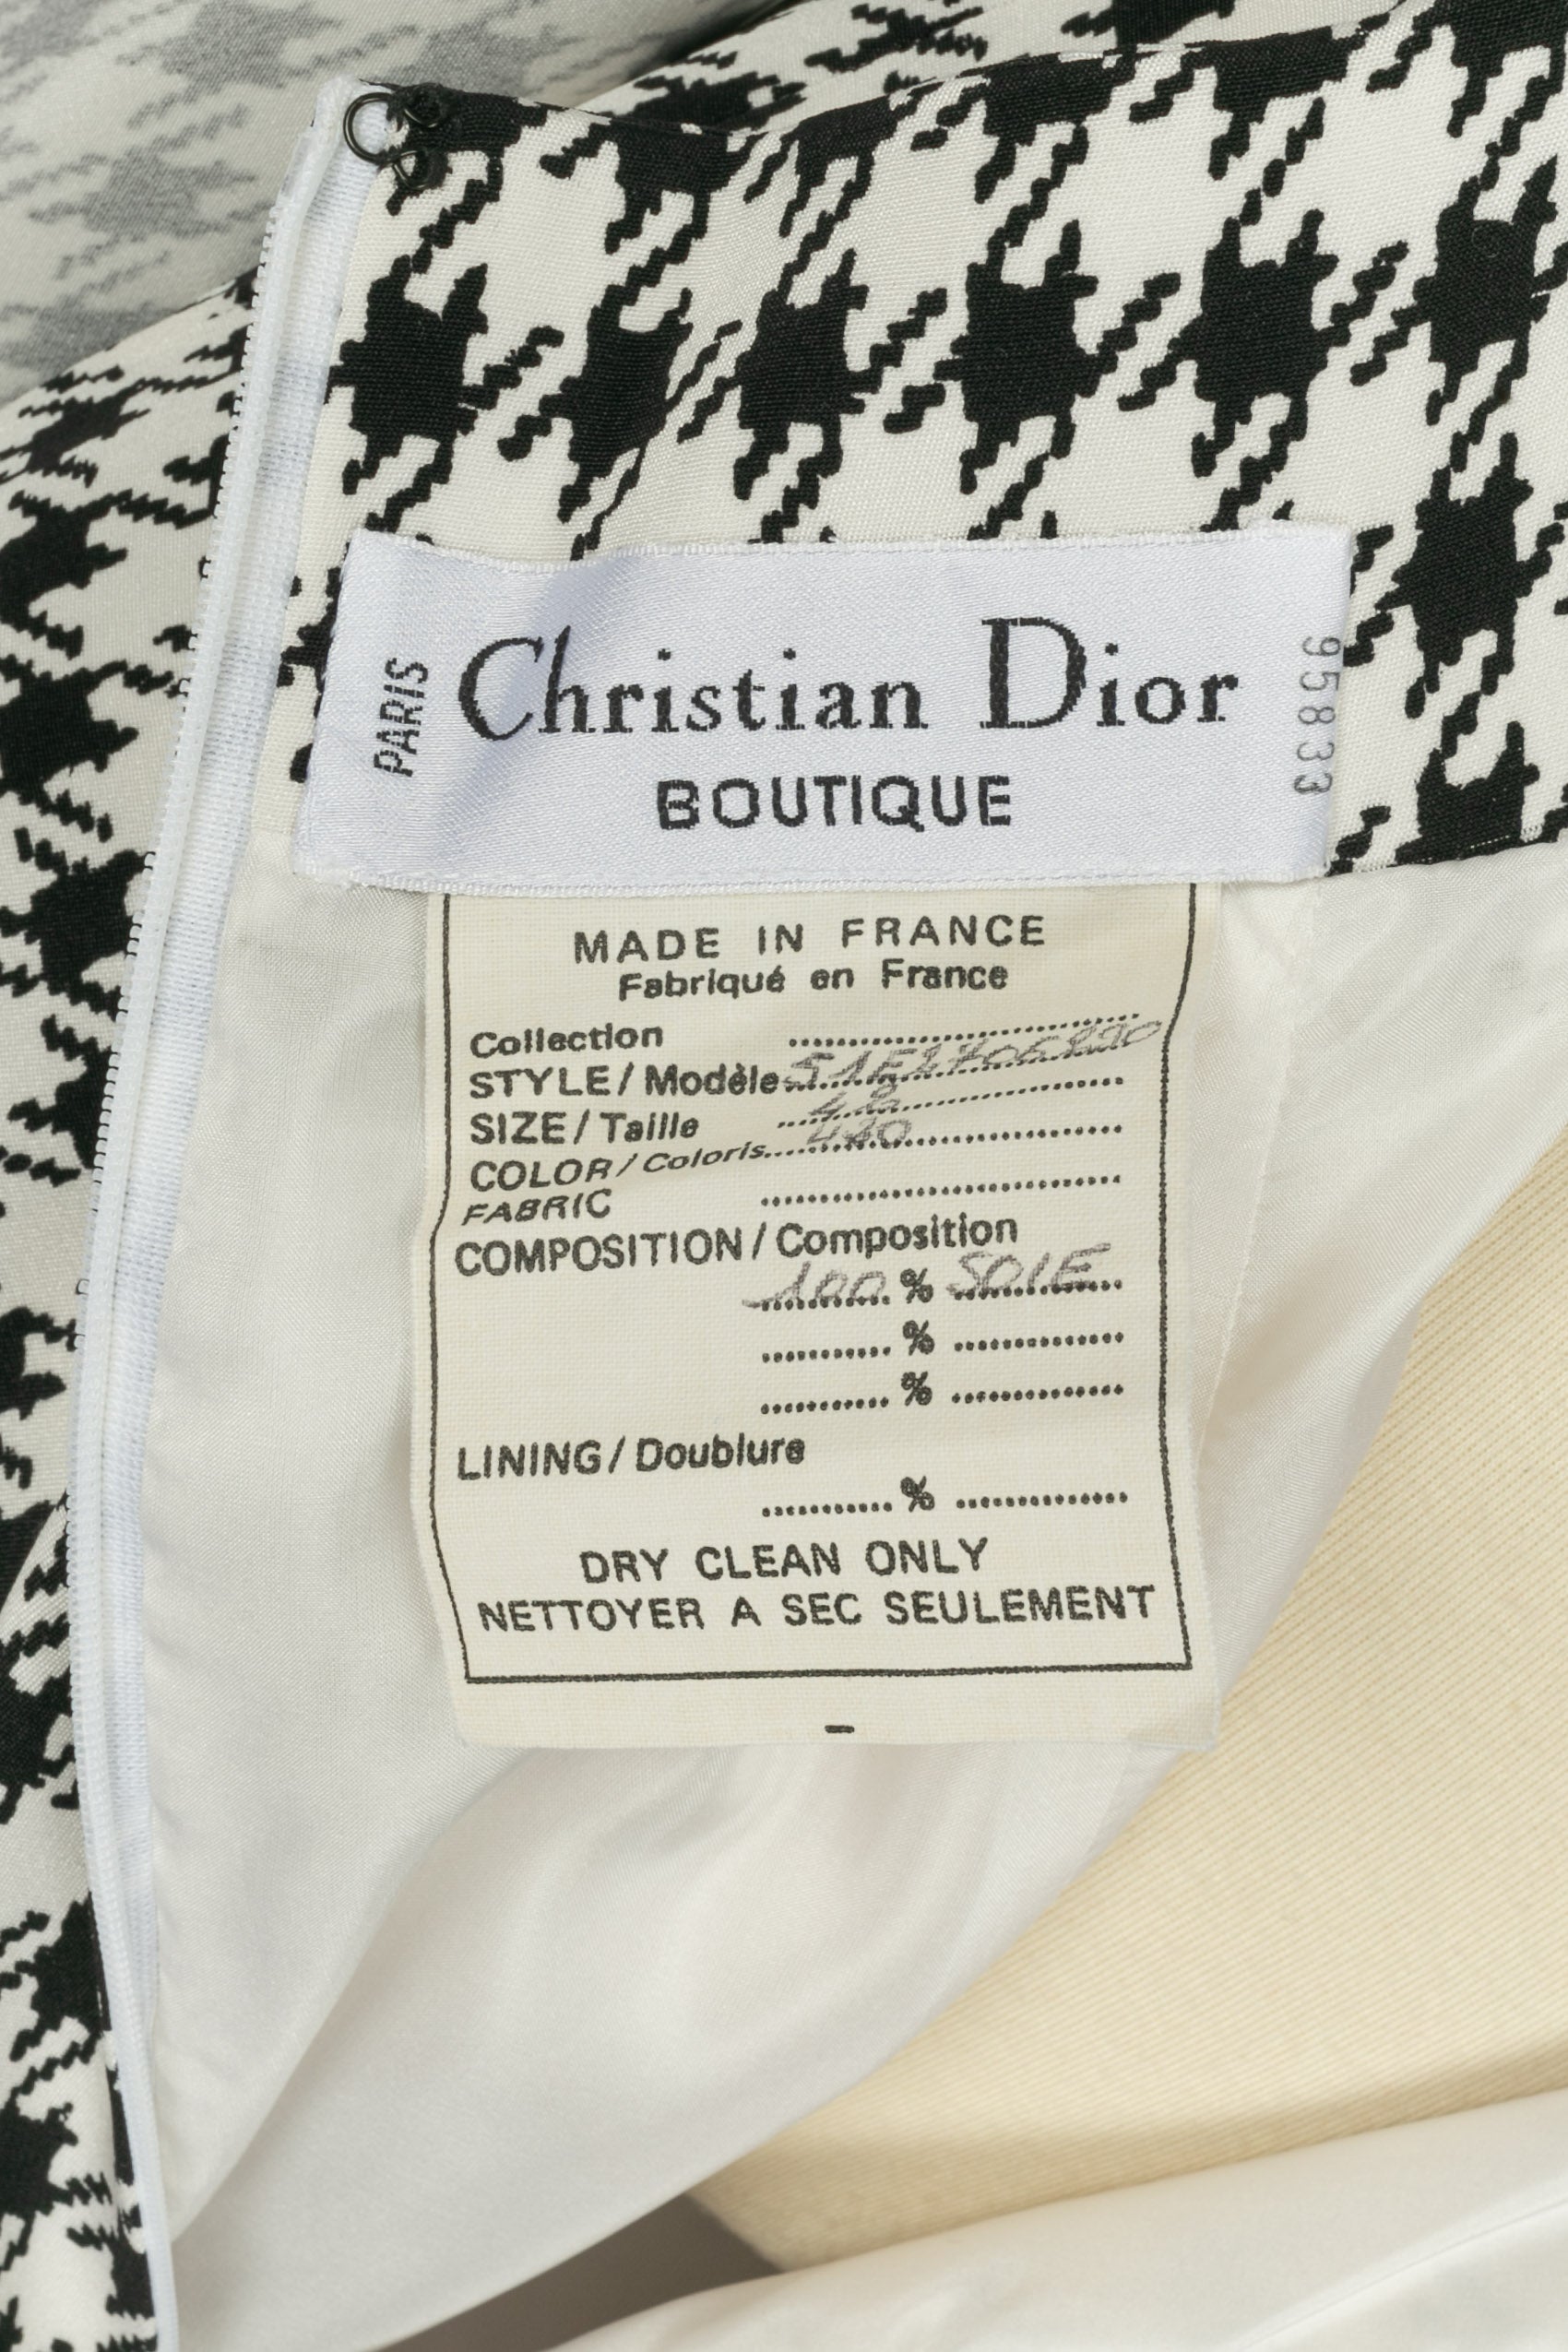 PARIS
Christian Dior
BOUTIQUE
95833
MADE IN FRANCE
Fabriqué en France
Collection ....................
STYLE / Modèle ....................
SIZE / Taille ....................
COLOR / Coloris ....................
FABRIC ....................
COMPOSITION / Composition
100 % SOIE
........... % ..............
........... % ..............
LINING / Doublure
........... % ..............
DRY CLEAN ONLY
NETTOYER A SEC SEULEMENT